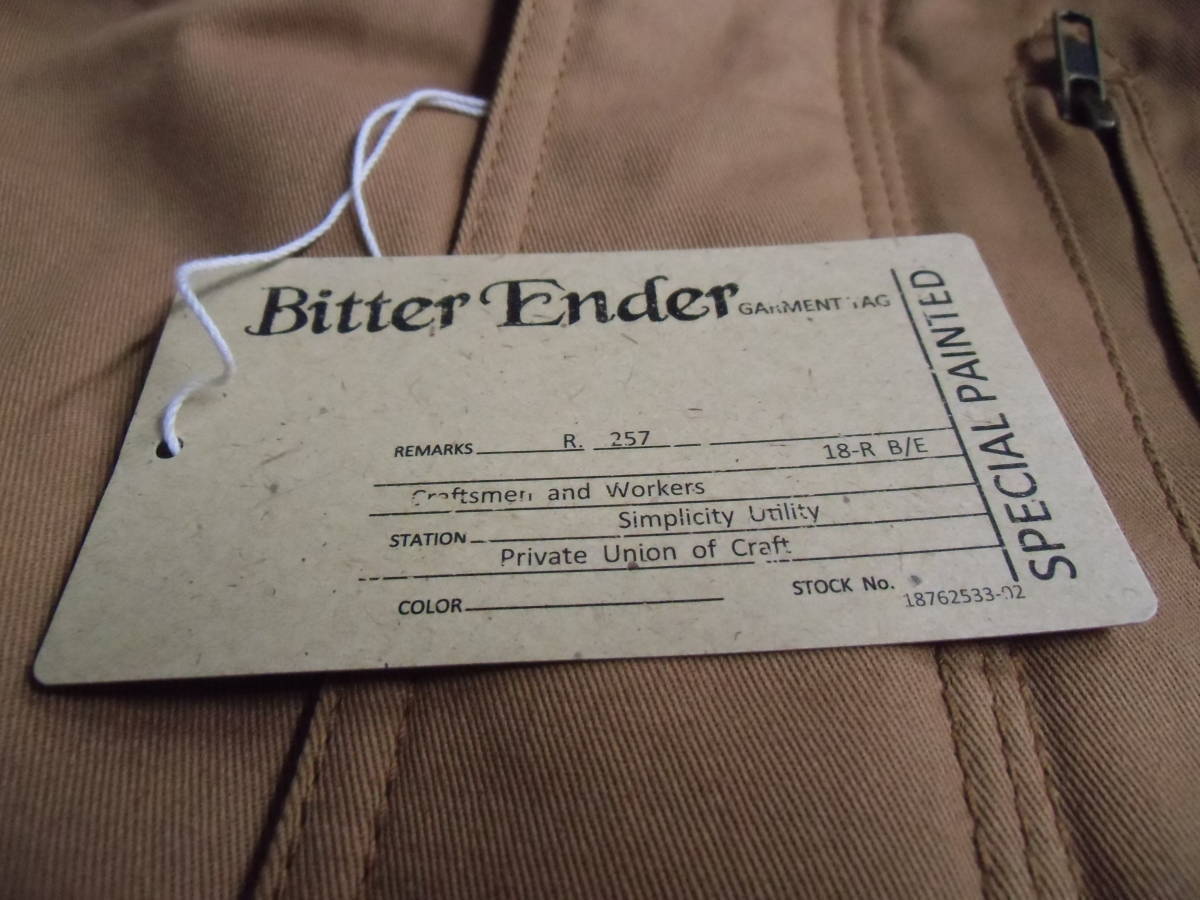 Bitter Ender GARMENT TAG
REMARKS R. 257
18-R B/E
Craftsmen and Workers
Simplicity Utility
STATION
Private Union of Craft
COLOR
STOCK No.
18762533-02
SPECIAL PAINTED